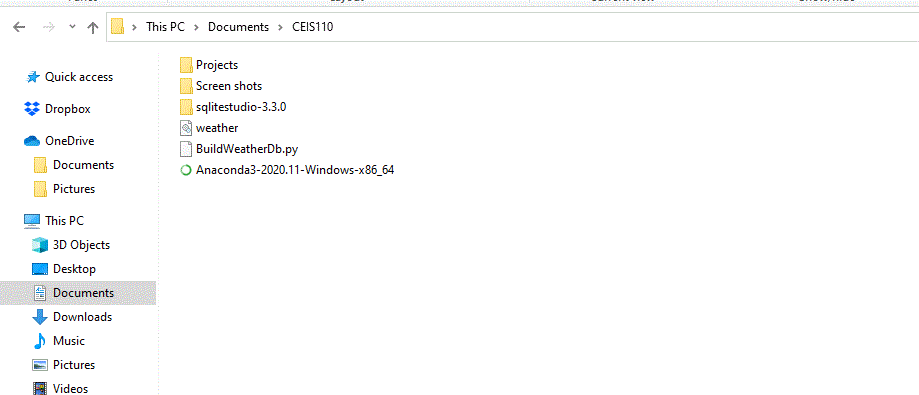 This PC
Documents
CEIS110
Quick access
Dropbox
OneDrive
Documents
Pictures
This PC
3D Objects
Desktop
Documents
Downloads
Music
Pictures
Videos
Projects
Screen shots
sqlitestudio-3.3.0
weather
BuildWeatherDb.py
Anaconda3-2020.11-Windows-x86_64